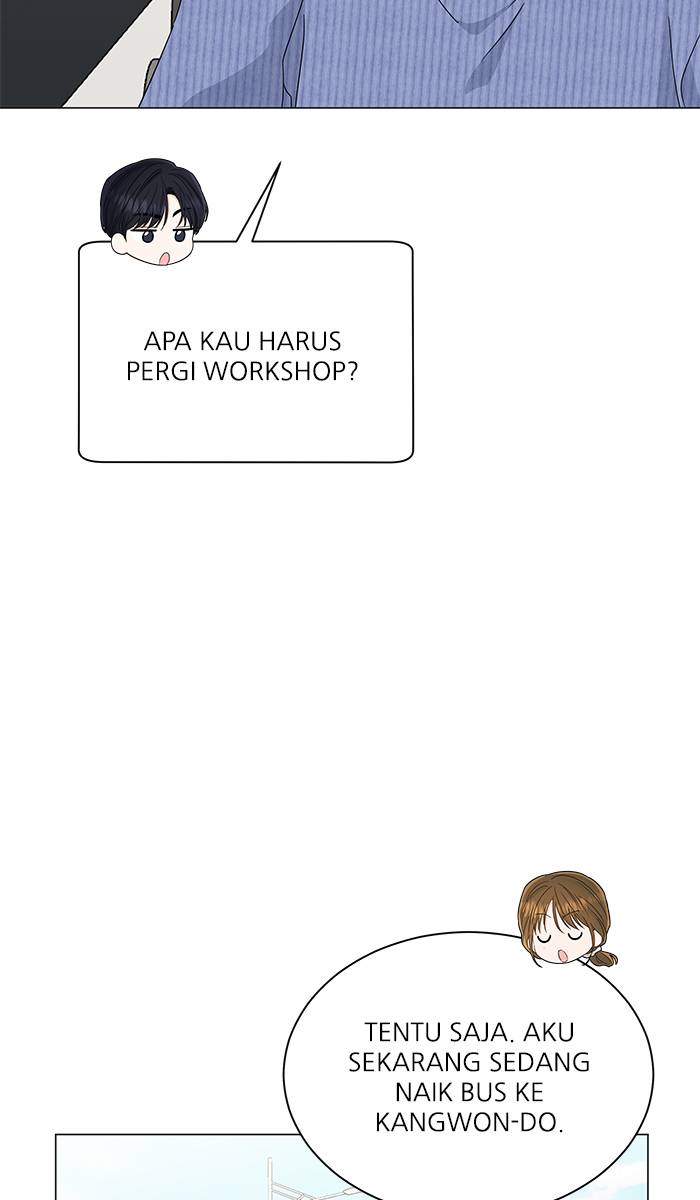 APA KAU HARUS
PERGI WORKSHOP?
TENTU SAJA. AKU
SEKARANG SEDANG
NAIK BUS KE
KANGWON-DO.